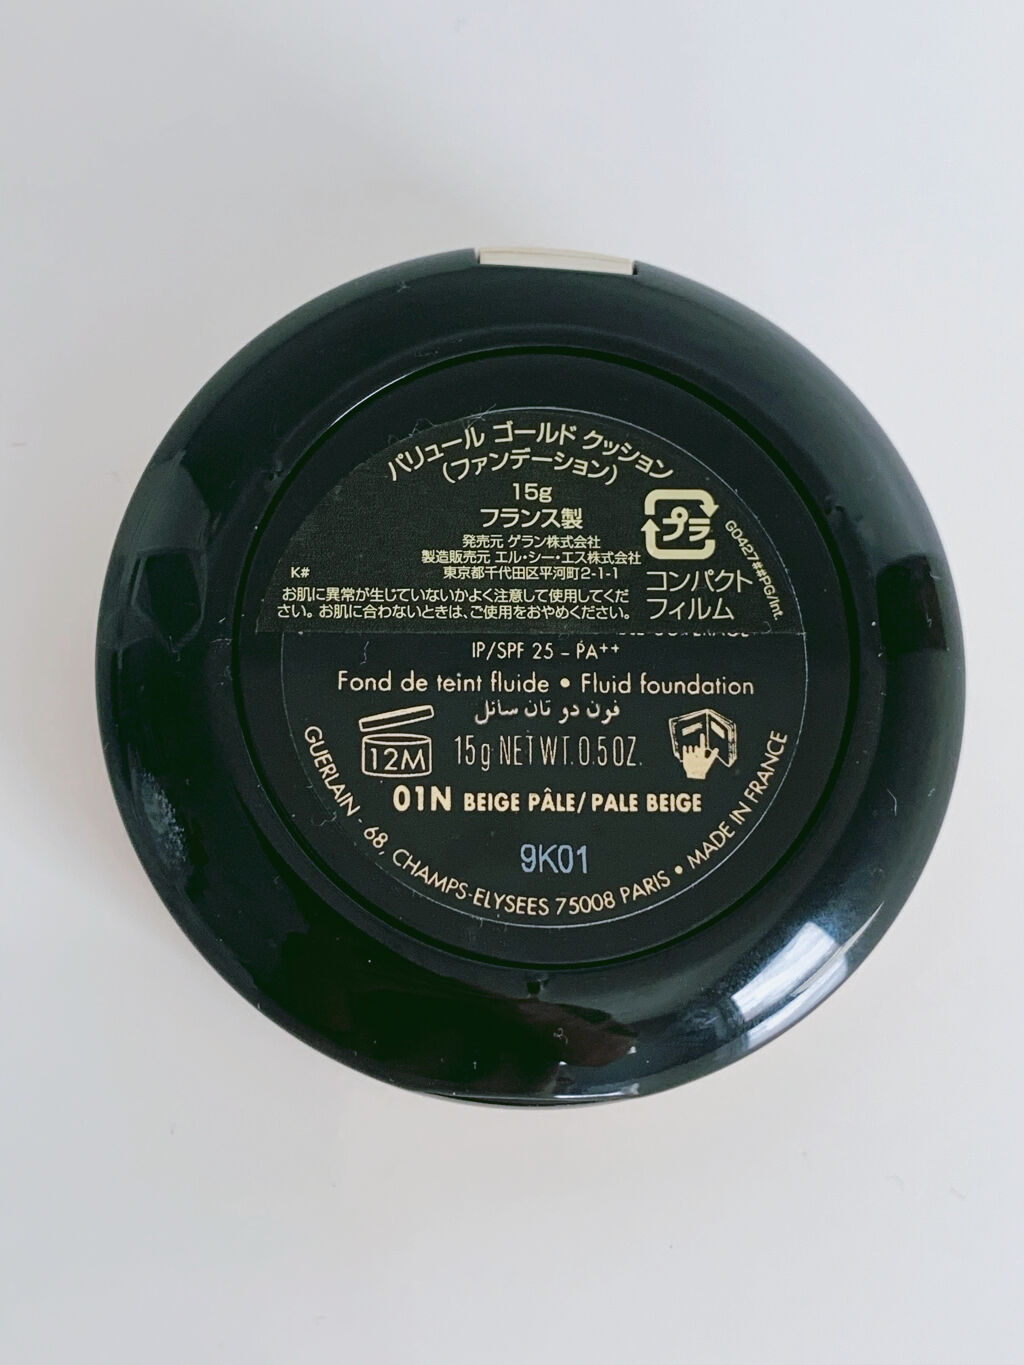 パリュール ゴールド クッション
(ファンデーション)
15g
フランス製
発売元 ゲラン株式会社
製造販売元 エル・シー・エス株式会社
東京都千代田区平河町2-1-1
K#
お肌に異常が生じていないかよく注意して使用してくだ
さい。お肌に合わないときは、ご使用をおやめください。
プラ
コンパクト
フィルム
G0427##PG/Int.
IP/SPF 25 – PA++
Fond de teint fluide • Fluid foundation
فون دو تان سائل
12M
15g NET WT. 0.5 OZ.
01N BEIGE PÂLE/ PALE BEIGE
9K01
GUERLAIN - 68, CHAMPS-ELYSEES 75008 PARIS • MADE IN FRANCE